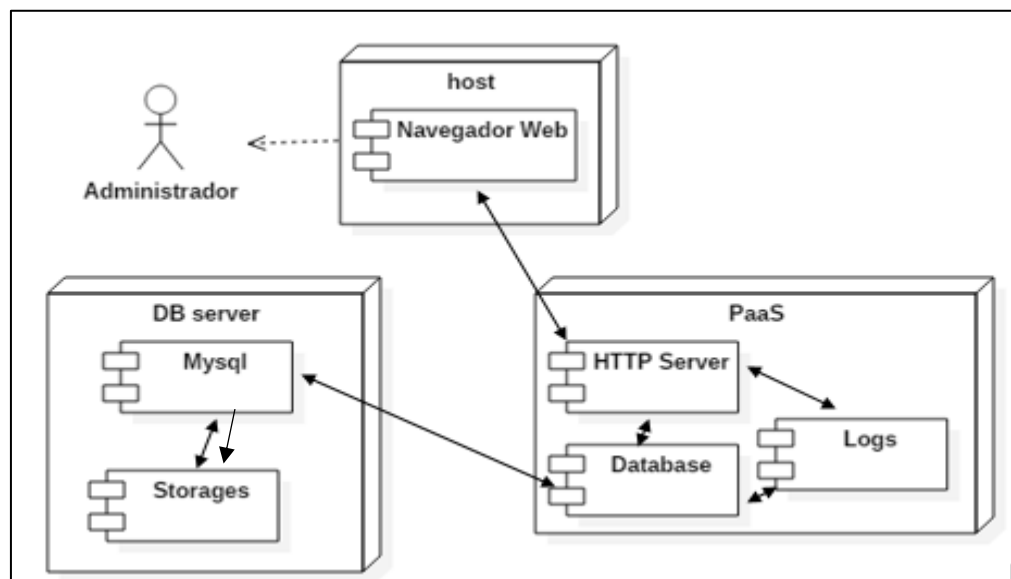 host
Navegador Web
Administrador
DB server
Mysql
Storages
PaaS
HTTP Server
Database
Logs